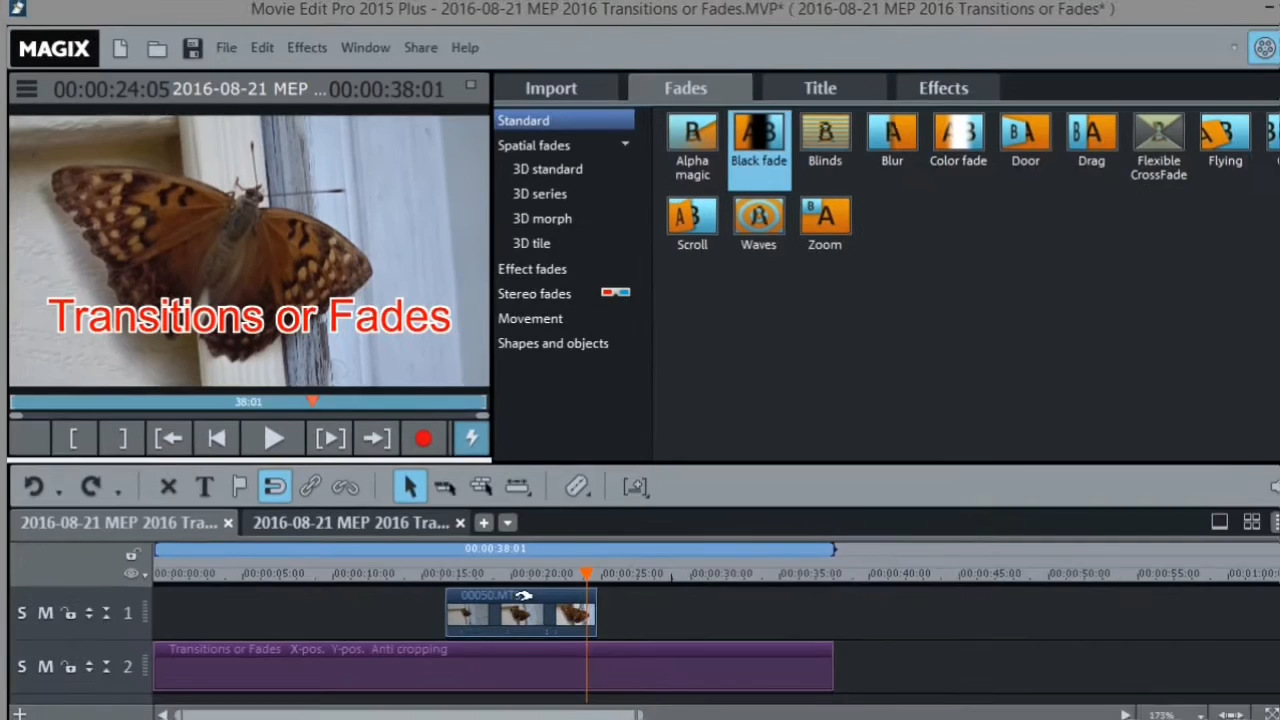 Movie Edit Pro 2015 Plus - 2016-08-21 MEP 2016 Transitions or Fades.MVP* ( 2016-08-21 MEP 2016 Transitions or Fades* )
MAGIX File Edit Effects Window Share Help
00:00:24:05 2016-08-21 MEP ... 00:00:38:01
Import Fades Title Effects
Standard
Spatial fades
3D standard
3D series
3D morph
3D tile
Effect fades
Stereo fades
Movement
Shapes and objects
B AB B A AB B A B A B A
Alpha magic
Black fade
Blinds
Blur
Color fade
Door
Drag
Flexible CrossFade
Flying
Scroll
Waves
Zoom
Transitions or Fades
38:01
T
2016-08-21 MEP 2016 Tra... 2016-08-21 MEP 2016 Tra...
00:00:38:01
00:00:00:00 00:00:05:00 00:00:10:00 00:00:15:00 00:00:20:00 00:00:25:00 00:00:30:00 00:00:35:00 00:00:40:00 00:00:45:00 00:00:50:00 00:00:55:00
S M 1
00050.MT
S M 2
Transitions or Fades X-pos. Y-pos. Anti cropping
175%